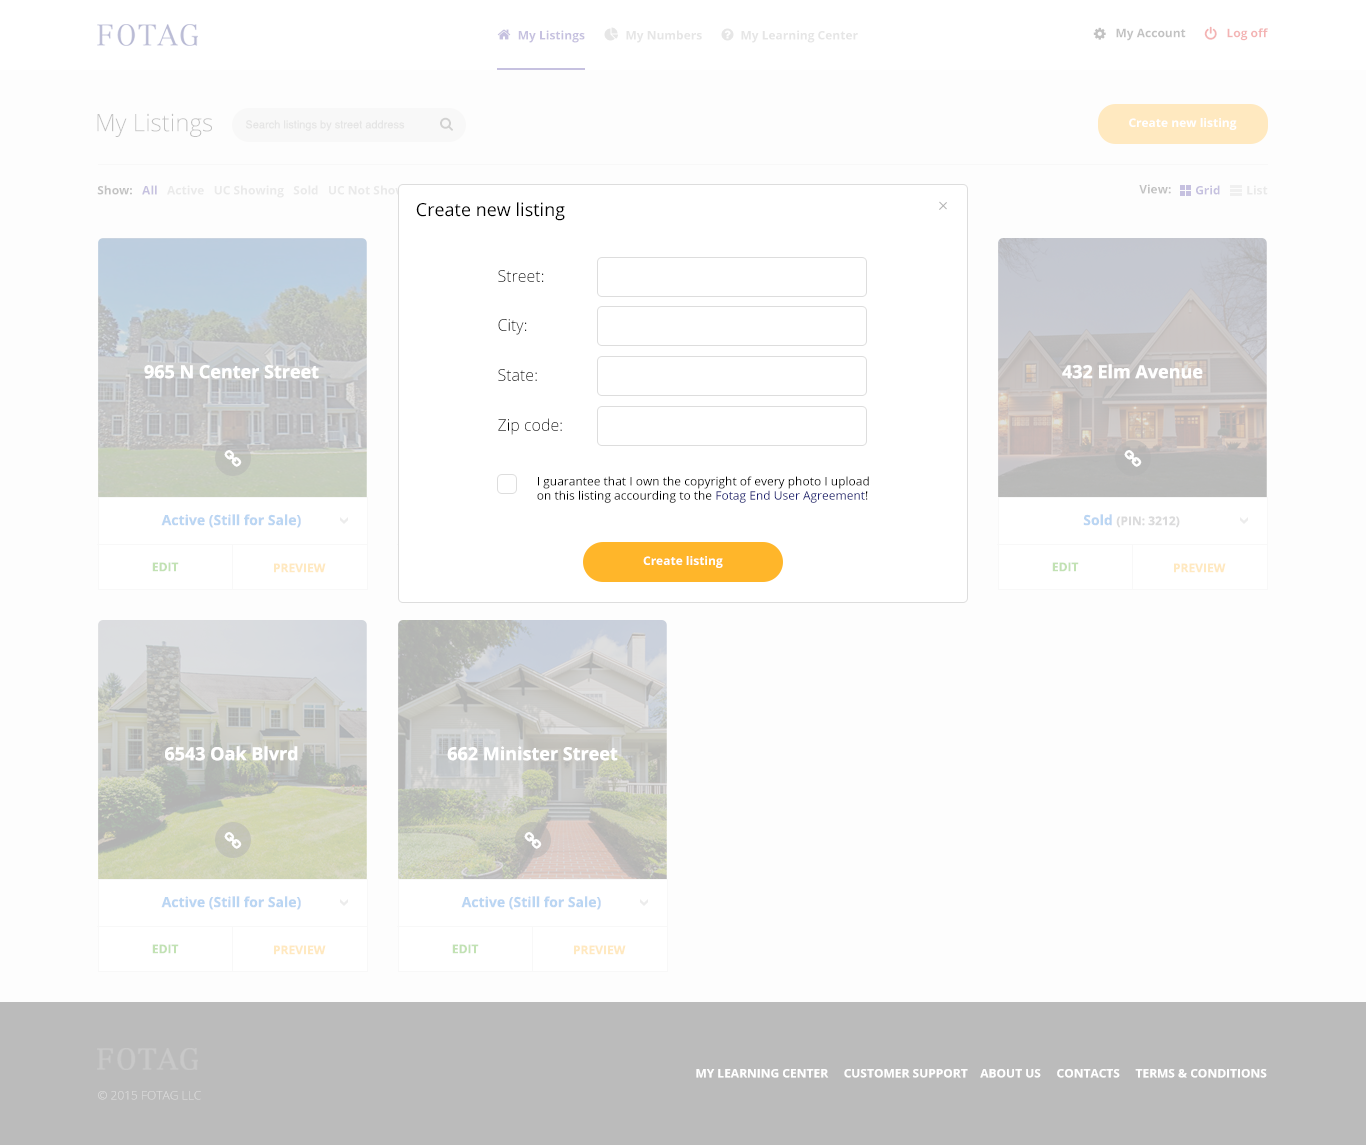 FOTAG
My Listings
My Numbers
My Learning Center
My Account
Log off
My Listings
Search listings by street address
Create new listing
Show: All Active UC Showing Sold UC Not
View: Grid List
Create new listing
×
Street:
City:
State:
Zip code:
I guarantee that I own the copyright of every photo I upload
on this listing accourding to the Fotag End User Agreement!
Create listing
965 N Center Street
Active (Still for Sale)
EDIT
PREVIEW
432 Elm Avenue
Sold (PIN: 3212)
EDIT
PREVIEW
6543 Oak Blvrd
Active (Still for Sale)
EDIT
PREVIEW
662 Minister Street
Active (Still for Sale)
EDIT
PREVIEW
FOTAG
© 2015 FOTAG LLC
MY LEARNING CENTER
CUSTOMER SUPPORT
ABOUT US
CONTACTS
TERMS & CONDITIONS